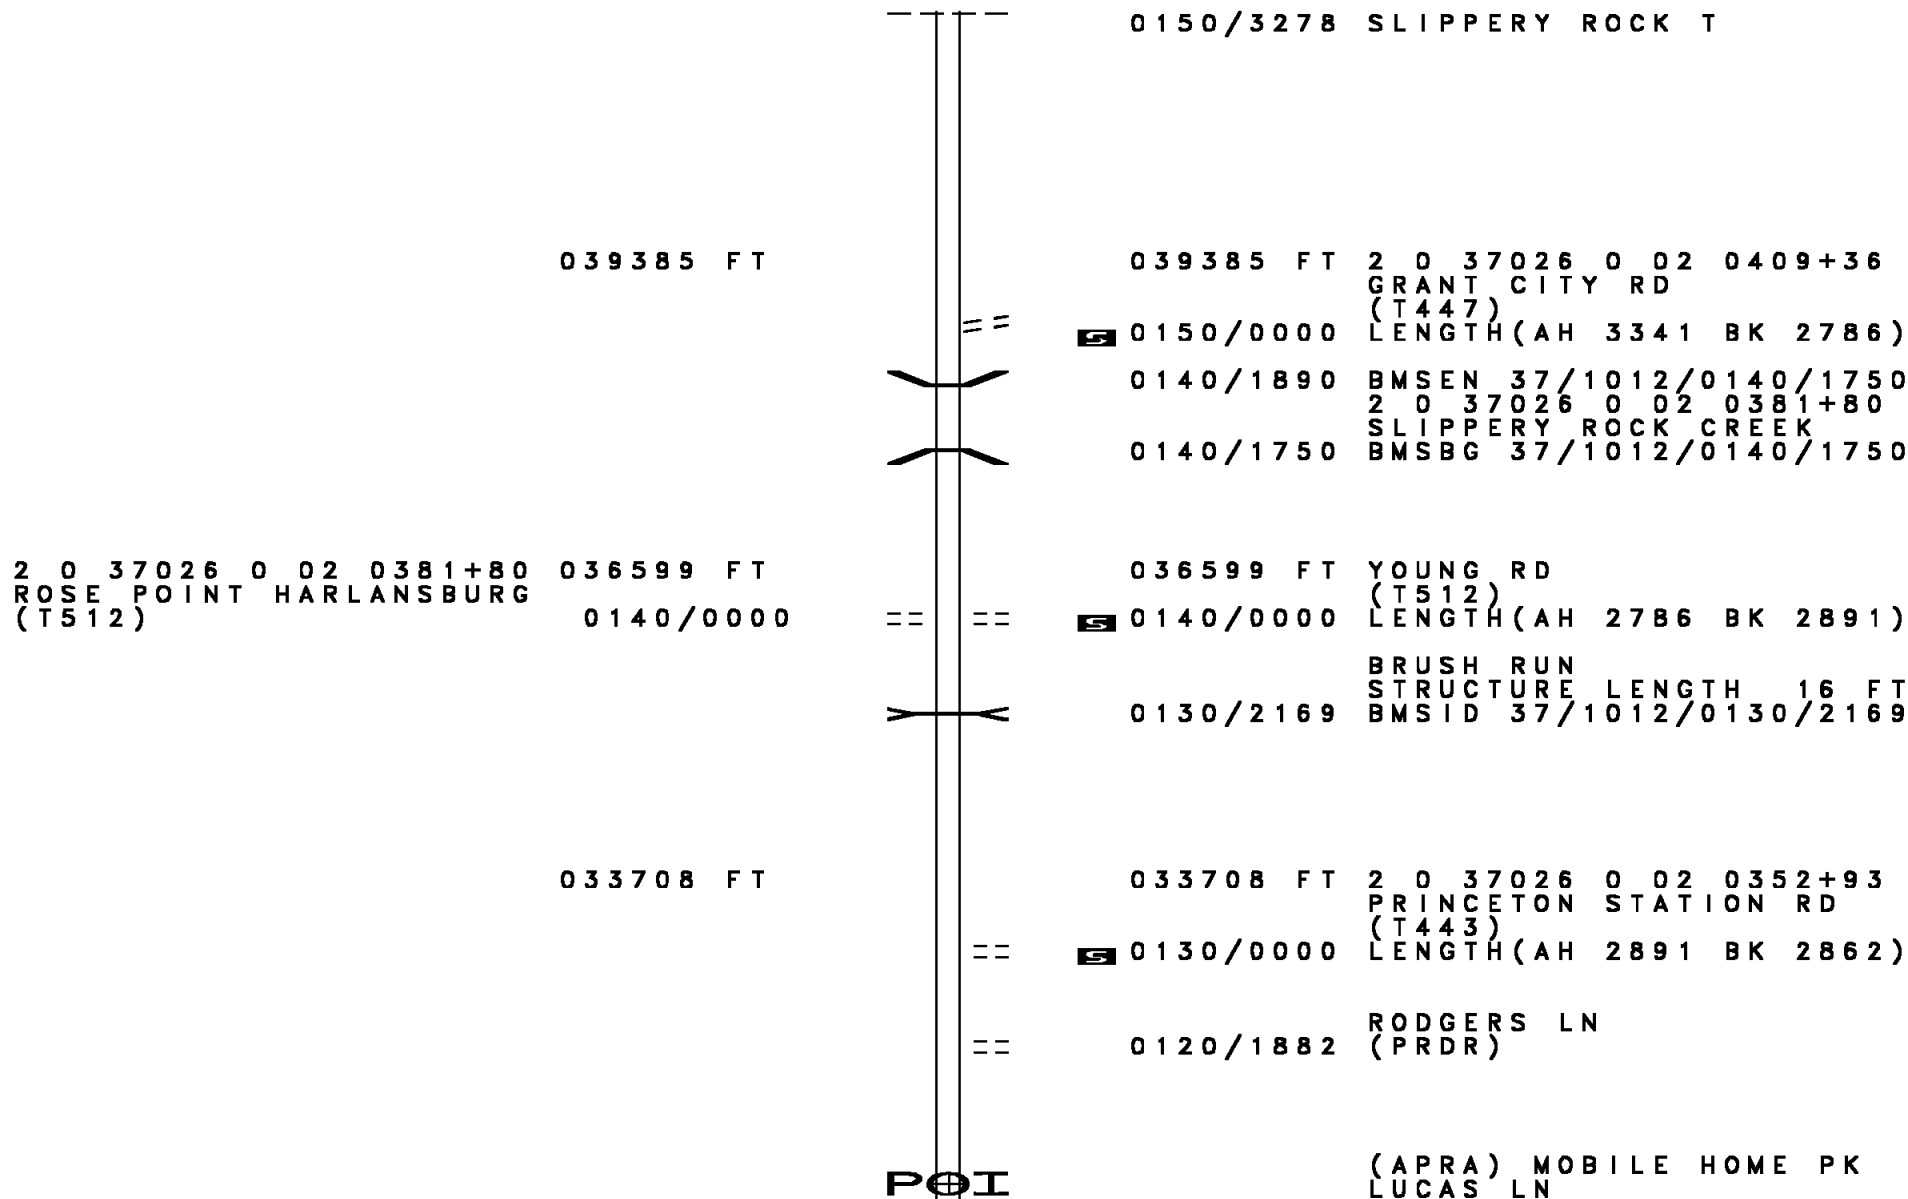 0150/3278 SLIPPERY ROCK T
039385 FT 039385 FT 2 0 37026 0 02 0409+36
GRANT CITY RD
(T447)
S 0150/0000 LENGTH(AH 3341 BK 2786)
0140/1890 BMSEN 37/1012/0140/1750
2 0 37026 0 02 0381+80
SLIPPERY ROCK CREEK
0140/1750 BMSBG 37/1012/0140/1750
2 0 37026 0 02 0381+80 036599 FT 036599 FT YOUNG RD
ROSE POINT HARLANSBURG (T512)
(T512) 0140/0000 S 0140/0000 LENGTH(AH 2786 BK 2891)
BRUSH RUN
STRUCTURE LENGTH 16 FT
0130/2169 BMSID 37/1012/0130/2169
033708 FT 033708 FT 2 0 37026 0 02 0352+93
PRINCETON STATION RD
(T443)
S 0130/0000 LENGTH(AH 2891 BK 2862)
RODGERS LN
0120/1882 (PRDR)
(APRA) MOBILE HOME PK
POI LUCAS LN